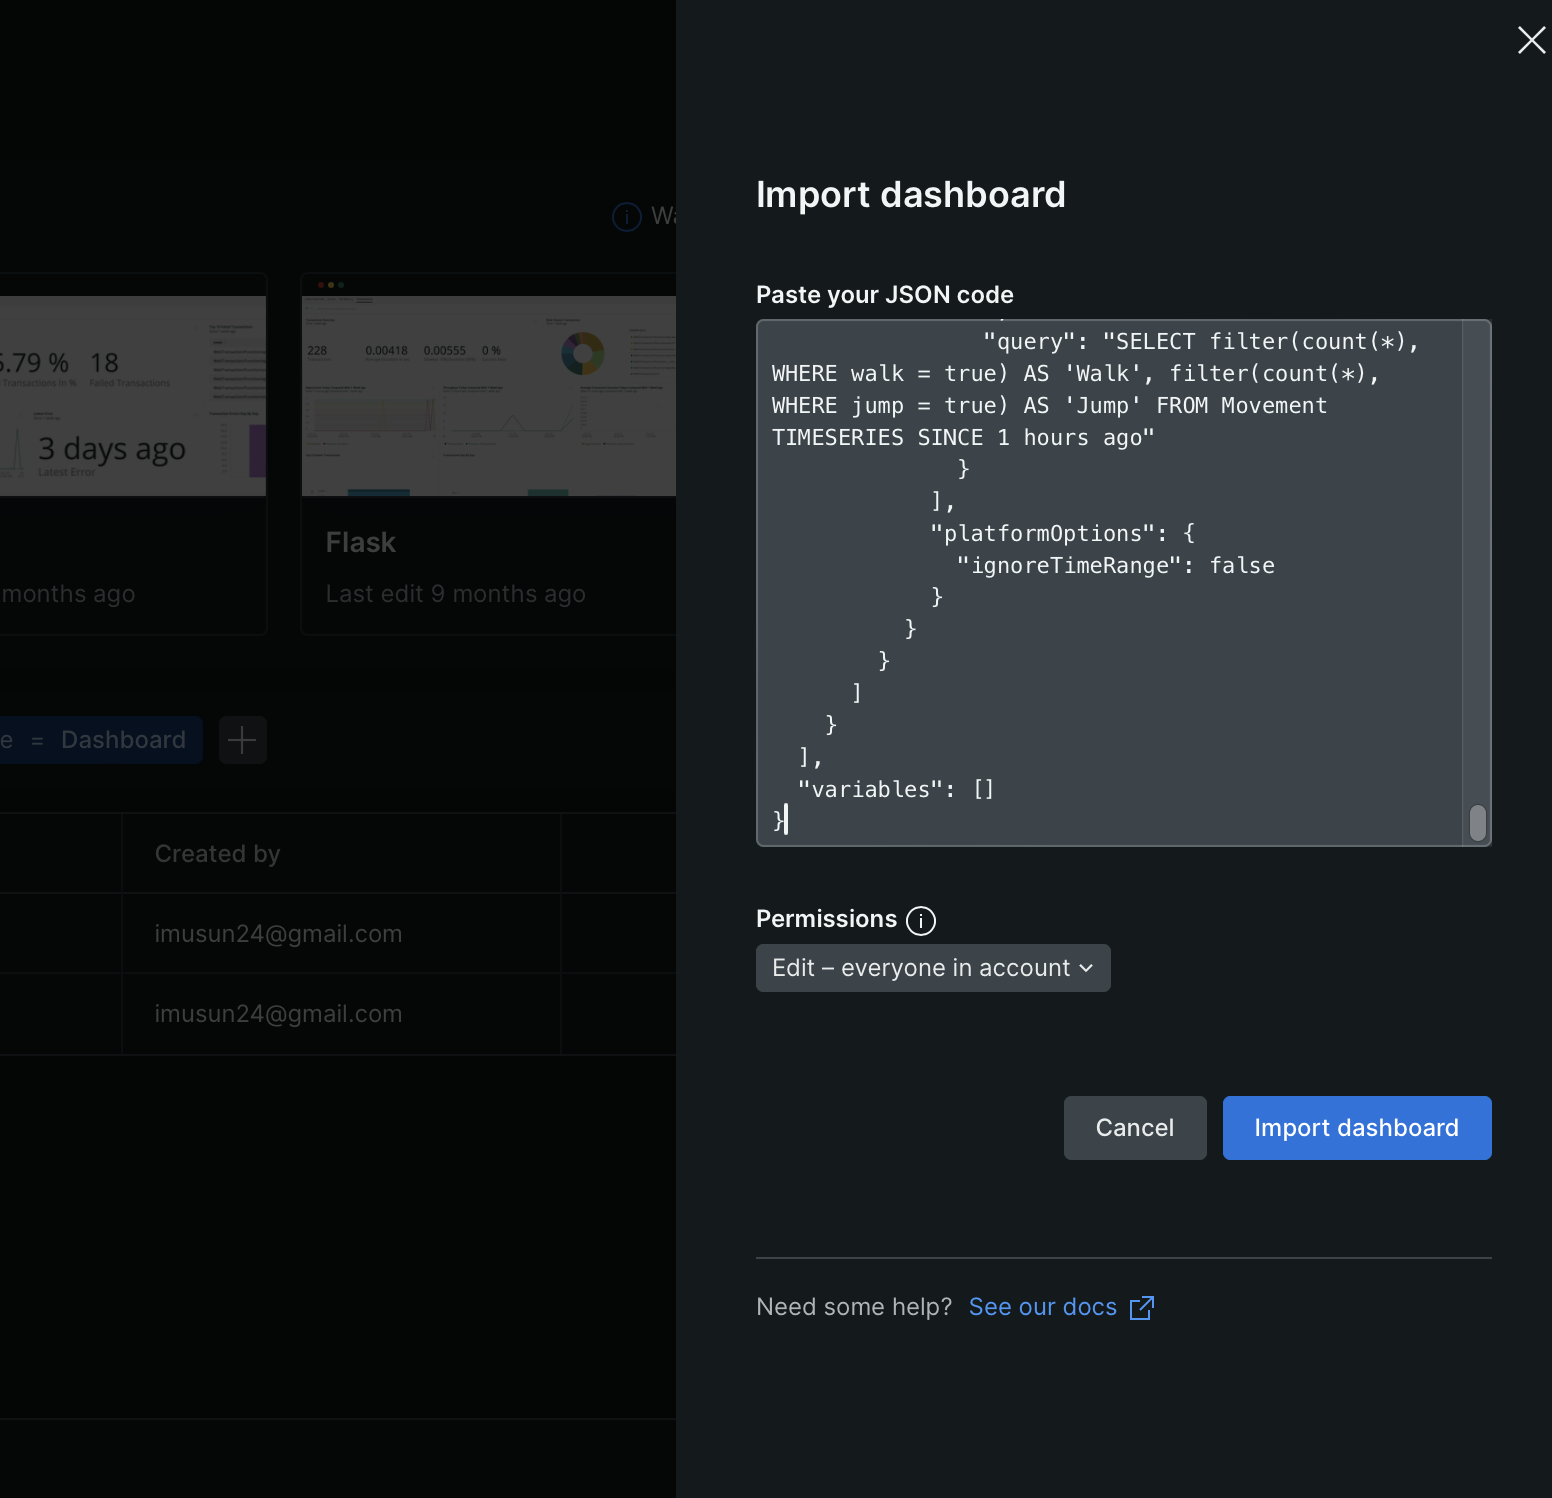 Import dashboard
Paste your JSON code
"query": "SELECT filter(count(*),
WHERE walk = true) AS 'Walk', filter(count(*),
WHERE jump = true) AS 'Jump' FROM Movement
TIMESERIES SINCE 1 hours ago"
}
],
"platformOptions": {
"ignoreTimeRange": false
}
}
}
]
}
],
"variables": []
}
Permissions
Edit – everyone in account
Cancel
Import dashboard
Need some help? See our docs
5.79 % 18
Transactions in % Failed Transactions
3 days ago
Latest Error
228 0.00418 0.00555 0 %
Flask
months ago
Last edit 9 months ago
e = Dashboard
Created by
imusun24@gmail.com
imusun24@gmail.com